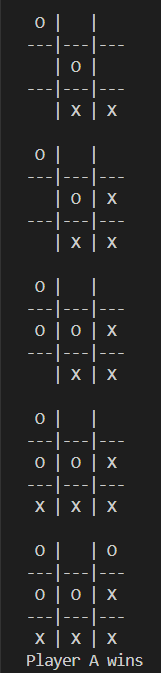 O |   |
---|---|---
   | O |
---|---|---
   | X | X

 O |   |
---|---|---
   | O | X
---|---|---
   | X | X

 O |   |
---|---|---
 O | O | X
---|---|---
   | X | X

 O |   |
---|---|---
 O | O | X
---|---|---
 X | X | X

 O |   | O
---|---|---
 O | O | X
---|---|---
 X | X | X
Player A wins